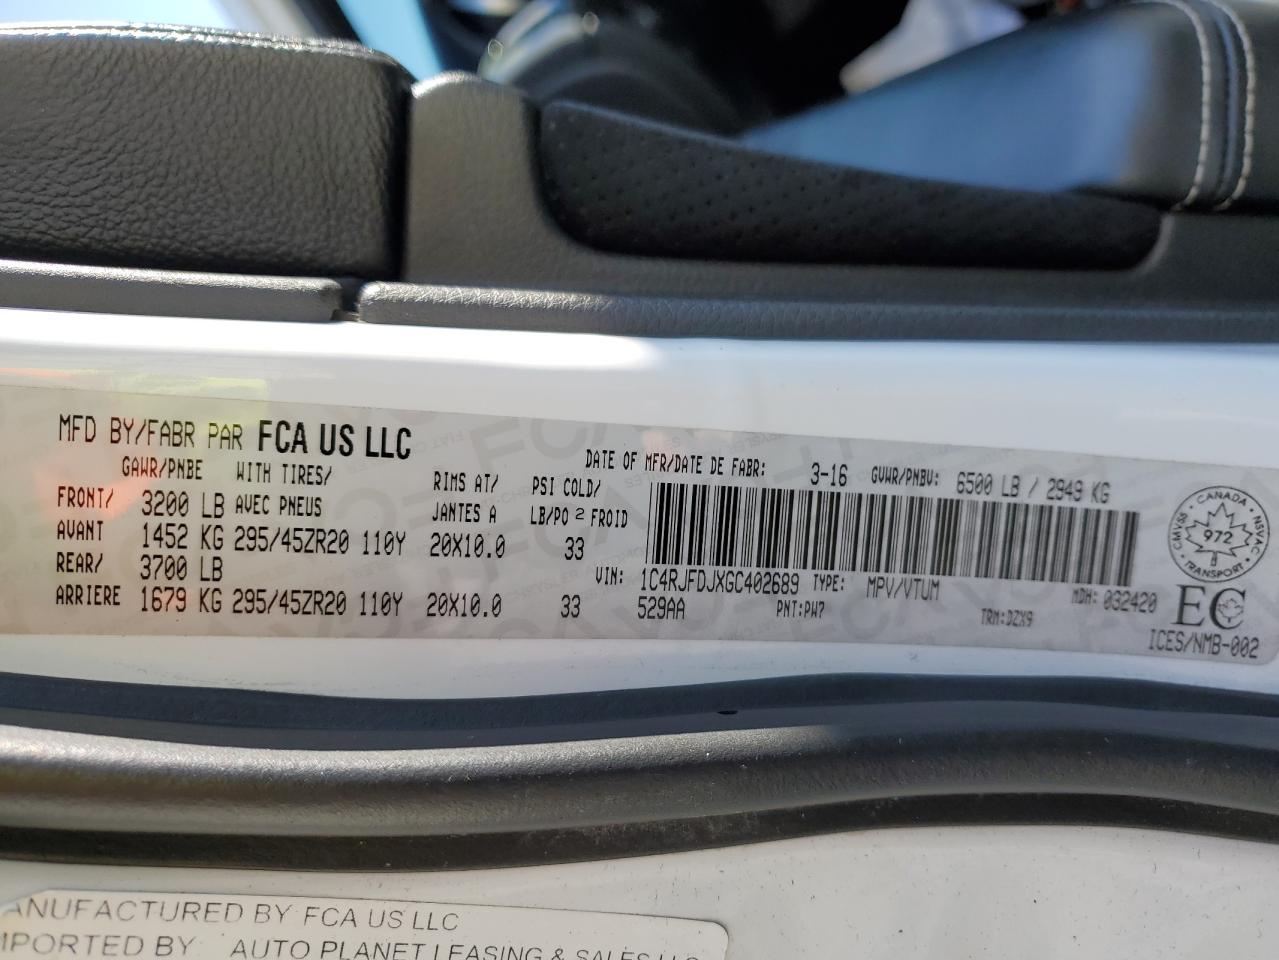 MFD BY/FABR PAR FCA US LLC
GAWR/PNBE WITH TIRES/ RIMS AT/ PSI COLD/
FRONT/ 3200 LB AVEC PNEUS JANTES A LB/PO 2 FROID
AVANT 1452 KG 295/45ZR20 110Y 20X10.0 33
REAR/ 3700 LB
ARRIERE 1679 KG 295/45ZR20 110Y 20X10.0 33
DATE OF MFR/DATE DE FABR: 3-16 GVWR/PNBV: 6500 LB / 2949 KG
VIN: 1C4RJFDJXGC402689 TYPE: MPV/VTUM MDH: 032420
529AA PNT:PW7 TRM:DZX9
CANADA
CMVSS 972 NSVAC
TRANSPORT
EC
ICES/NMB-002
ANUFACTURED BY FCA US LLC
MPORTED BY AUTO PLANET LEASING & SALES LLC